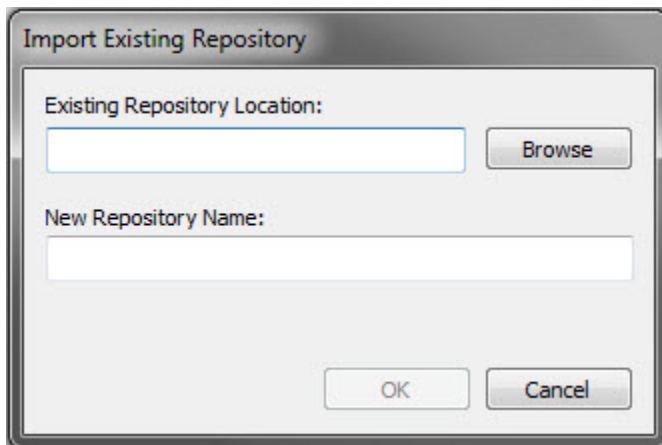 Import Existing Repository
Existing Repository Location:
Browse
New Repository Name:
OK
Cancel